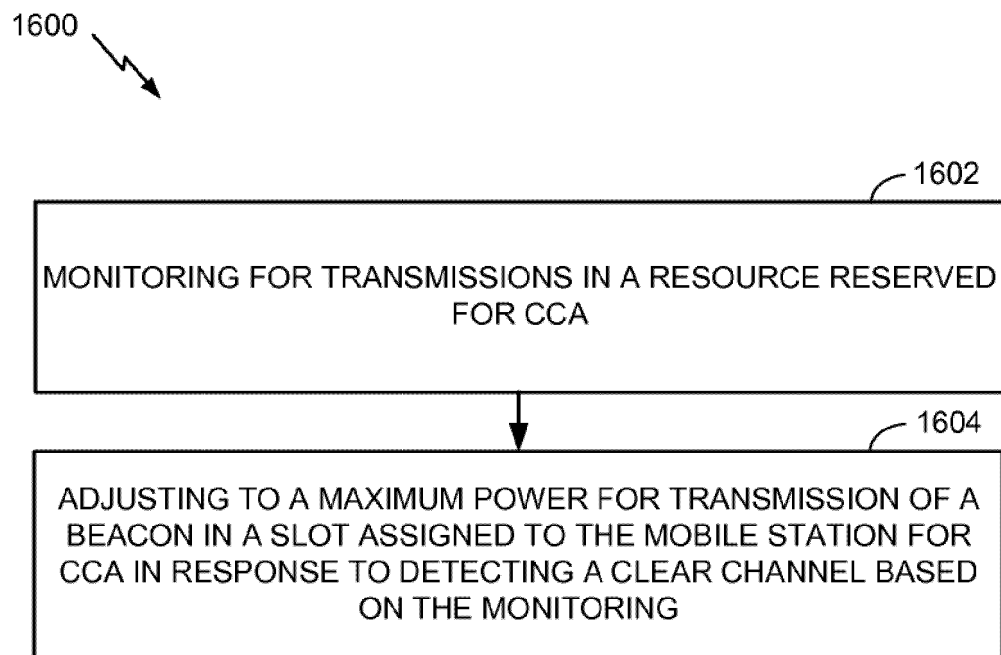 1600
1602
MONITORING FOR TRANSMISSIONS IN A RESOURCE RESERVED
FOR CCA
1604
ADJUSTING TO A MAXIMUM POWER FOR TRANSMISSION OF A
BEACON IN A SLOT ASSIGNED TO THE MOBILE STATION FOR
CCA IN RESPONSE TO DETECTING A CLEAR CHANNEL BASED
ON THE MONITORING